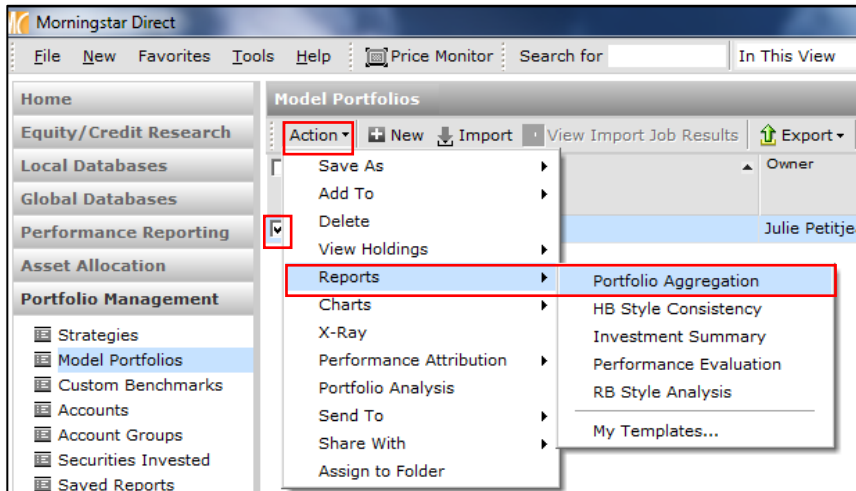 Morningstar Direct
File New Favorites Tools Help Price Monitor Search for In This View
Home
Equity/Credit Research
Local Databases
Global Databases
Performance Reporting
Asset Allocation
Portfolio Management
Strategies
Model Portfolios
Custom Benchmarks
Accounts
Account Groups
Securities Invested
Saved Reports
Model Portfolios
Action New Import View Import Job Results Export
Owner
Julie Petitje
Save As
Add To
Delete
View Holdings
Reports
Charts
X-Ray
Performance Attribution
Portfolio Analysis
Send To
Share With
Assign to Folder
Portfolio Aggregation
HB Style Consistency
Investment Summary
Performance Evaluation
RB Style Analysis
My Templates...